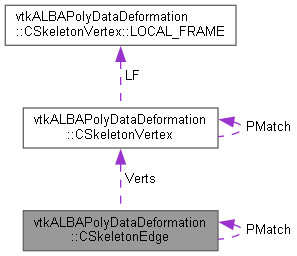 vtkALBAPolyDataDeformation
::CSkeletonVertex::LOCAL_FRAME
LF
vtkALBAPolyDataDeformation
::CSkeletonVertex
PMatch
Verts
vtkALBAPolyDataDeformation
::CSkeletonEdge
PMatch